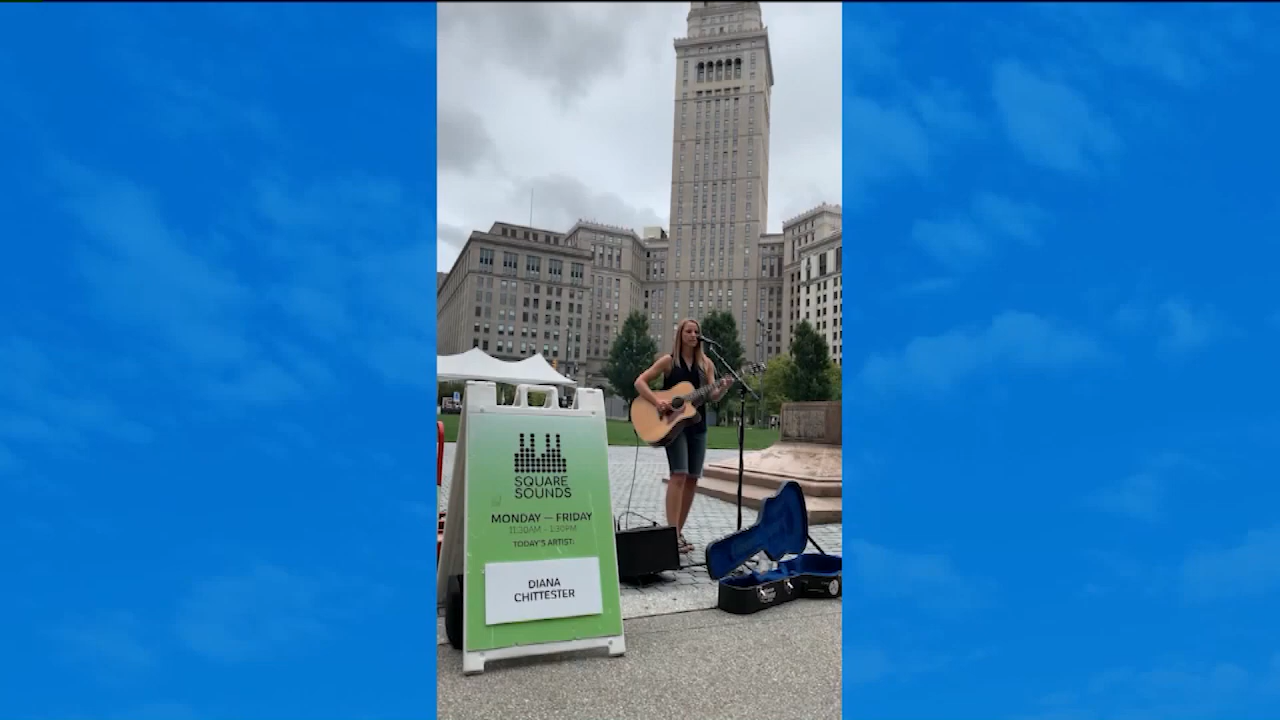 SQUARE
SOUNDS
MONDAY — FRIDAY
11:30AM - 1:30PM
TODAY'S ARTIST:
DIANA
CHITTESTER